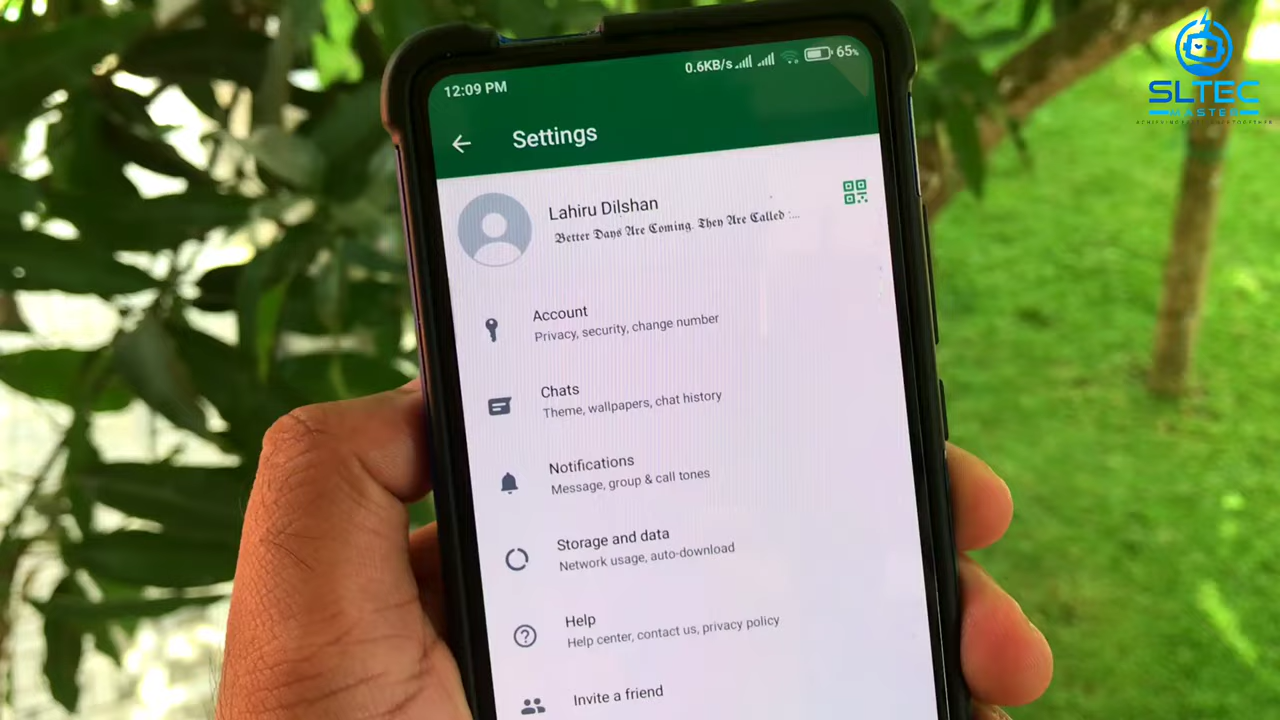 12:09 PM 0.6KB/s 65%
Settings
Lahiru Dilshan
Better Days Are Coming. They Are Called :...
Account
Privacy, security, change number
Chats
Theme, wallpapers, chat history
Notifications
Message, group & call tones
Storage and data
Network usage, auto-download
Help
Help center, contact us, privacy policy
Invite a friend
SLTEC
MASTER